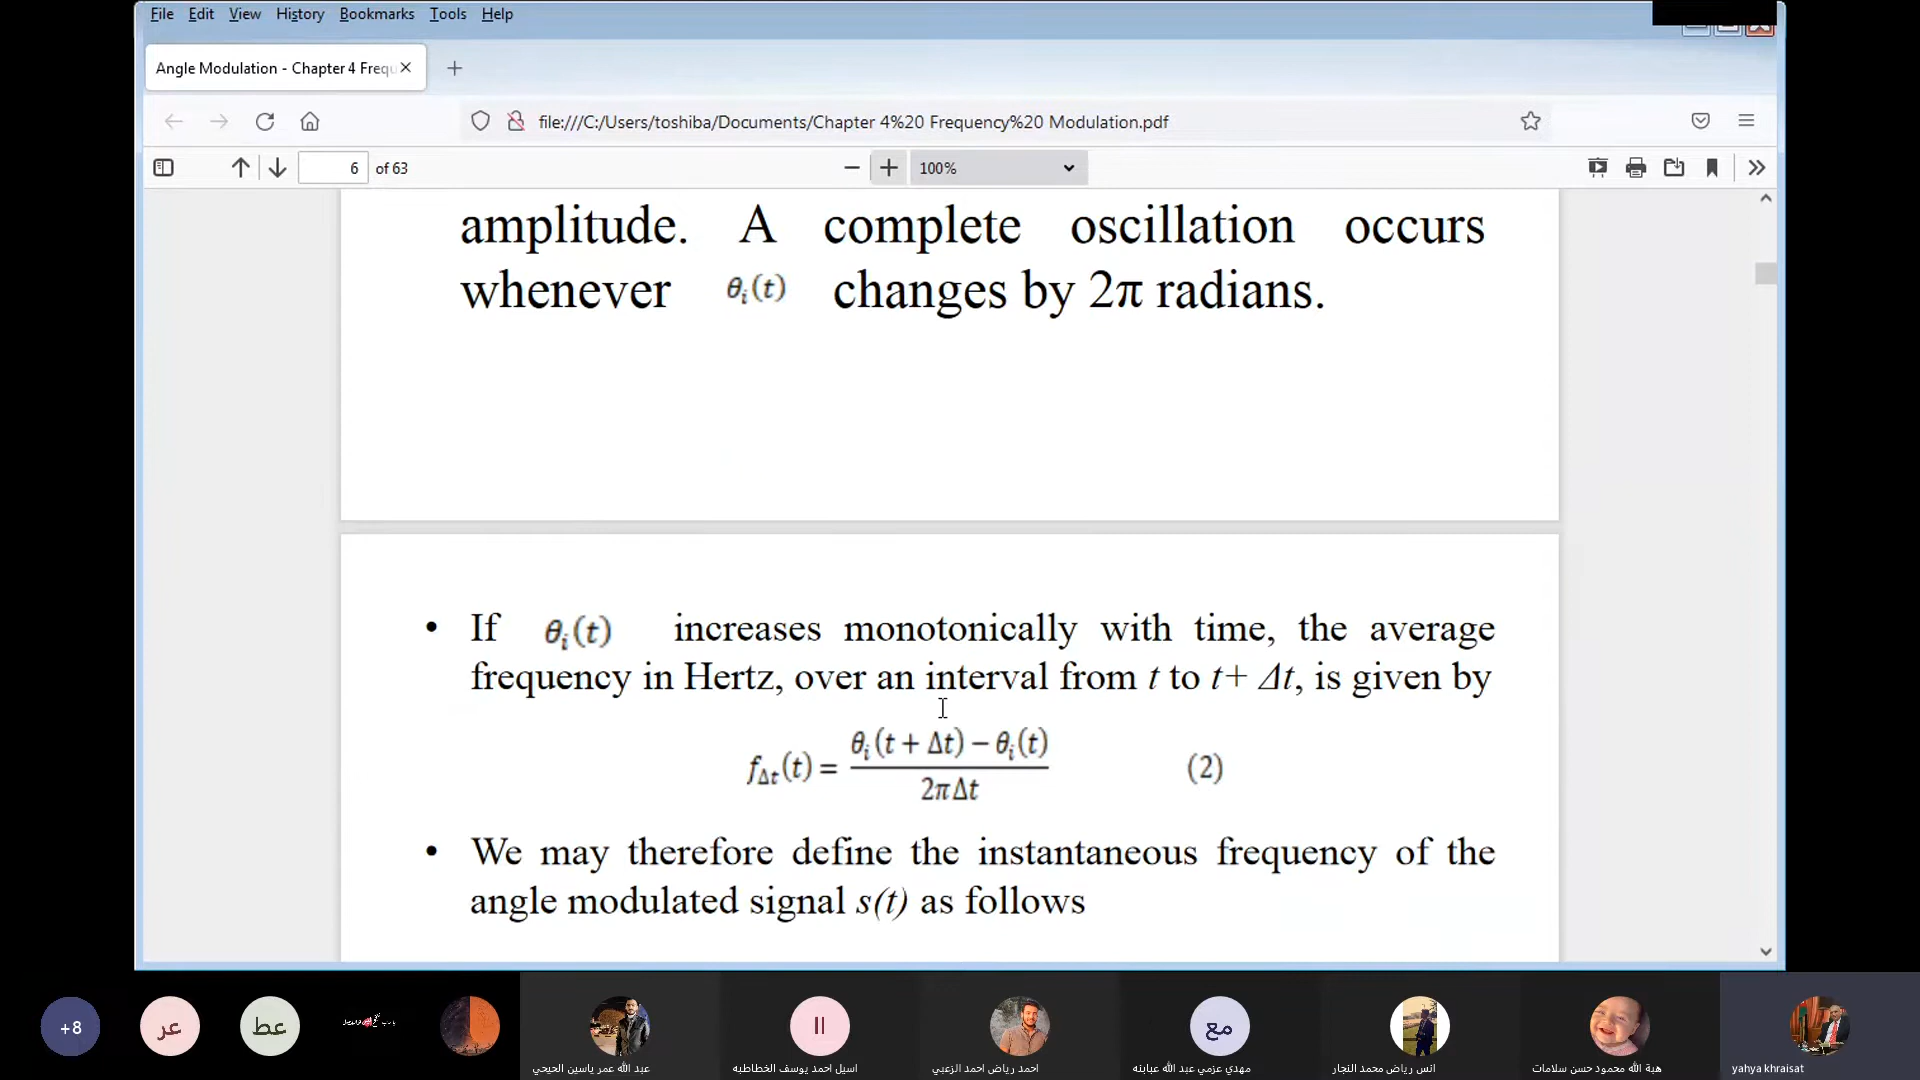 File Edit View History Bookmarks Tools Help
Angle Modulation - Chapter 4 Frequ
file:///C:/Users/toshiba/Documents/Chapter 4%20 Frequency%20 Modulation.pdf
6 of 63
100%
amplitude. A complete oscillation occurs
whenever θᵢ(t) changes by 2π radians.
• If θᵢ(t) increases monotonically with time, the average
frequency in Hertz, over an interval from t to t+ Δt, is given by
f_Δt(t) = (θᵢ(t + Δt) − θᵢ(t)) / (2πΔt) (2)
• We may therefore define the instantaneous frequency of the
angle modulated signal s(t) as follows
+8
عر
عط
اا
مع
عبد الله عمر ياسين الحيحي
اسيل احمد يوسف الخطاطبه
احمد رياض احمد الزعبي
مهدي عزمي عبد الله عبابنه
انس رياض محمد النجار
هبة الله محمود حسن سلامات
yahya khraisat